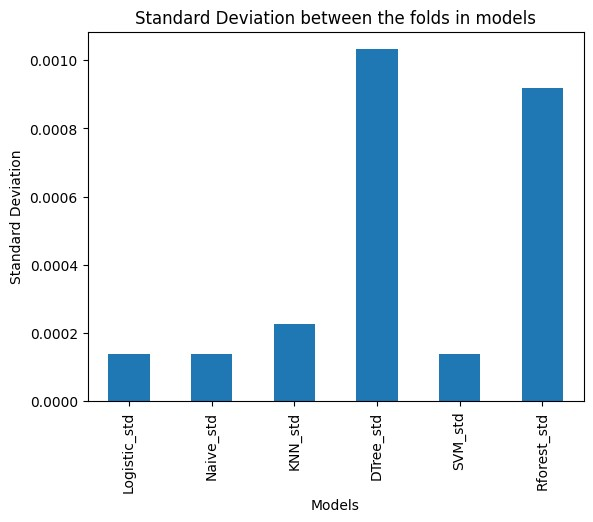 Standard Deviation between the folds in models
Standard Deviation
0.0010
0.0008
0.0006
0.0004
0.0002
0.0000
Logistic_std
Naive_std
KNN_std
DTree_std
SVM_std
Rforest_std
Models